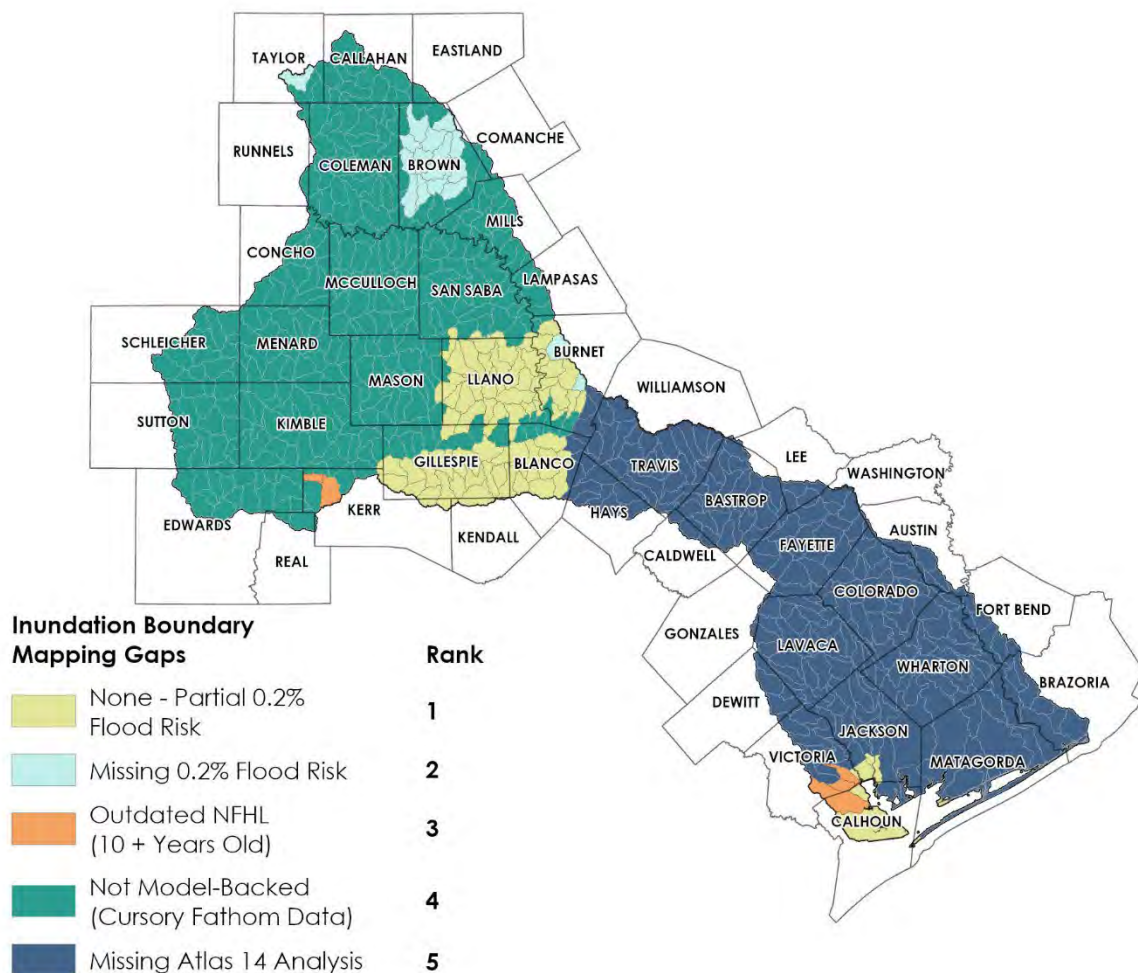 TAYLOR
CALLAHAN
EASTLAND
RUNNELS
COLEMAN
BROWN
COMANCHE
MILLS
CONCHO
MCCULLOCH
SAN SABA
LAMPASAS
SCHLEICHER
MENARD
MASON
LLANO
BURNET
WILLIAMSON
SUTTON
KIMBLE
GILLESPIE
BLANCO
TRAVIS
LEE
WASHINGTON
BASTROP
EDWARDS
REAL
KERR
KENDALL
HAYS
CALDWELL
FAYETTE
AUSTIN
COLORADO
FORT BEND
GONZALES
LAVACA
WHARTON
BRAZORIA
DEWITT
JACKSON
VICTORIA
MATAGORDA
CALHOUN
Inundation Boundary
Mapping Gaps Rank
None - Partial 0.2%
Flood Risk 1
Missing 0.2% Flood Risk 2
Outdated NFHL
(10 + Years Old) 3
Not Model-Backed
(Cursory Fathom Data) 4
Missing Atlas 14 Analysis 5